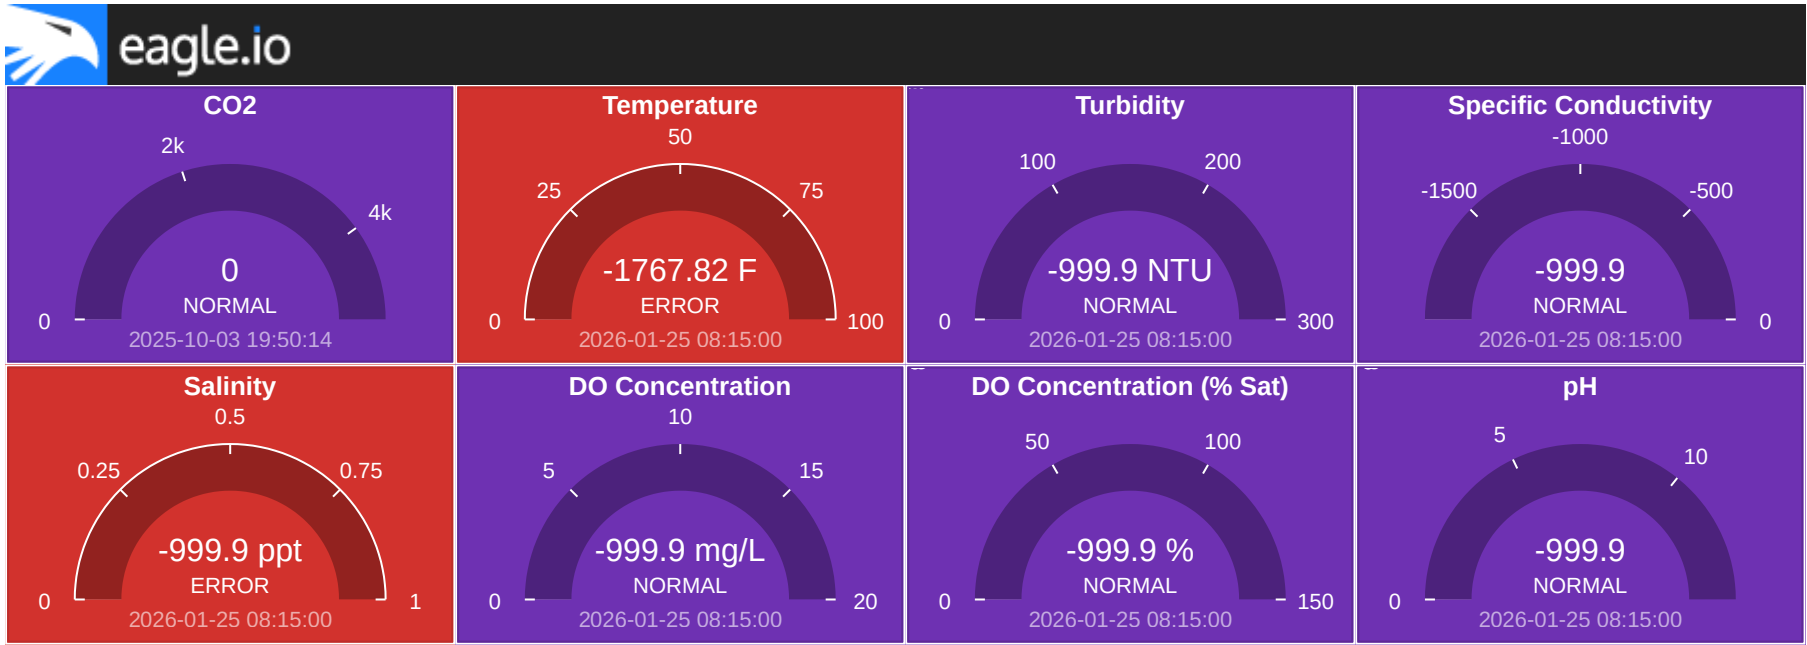 eagle.io
CO2
2k
4k
0
NORMAL
0
2025-10-03 19:50:14
Temperature
50
25
75
-1767.82 F
ERROR
0
100
2026-01-25 08:15:00
Turbidity
100
200
-999.9 NTU
NORMAL
0
300
2026-01-25 08:15:00
Specific Conductivity
-1000
-1500
-500
-999.9
NORMAL
0
2026-01-25 08:15:00
Salinity
0.5
0.25
0.75
-999.9 ppt
ERROR
0
1
2026-01-25 08:15:00
DO Concentration
10
5
15
-999.9 mg/L
NORMAL
0
20
2026-01-25 08:15:00
DO Concentration (% Sat)
50
100
-999.9 %
NORMAL
0
150
2026-01-25 08:15:00
pH
5
10
-999.9
NORMAL
0
2026-01-25 08:15:00